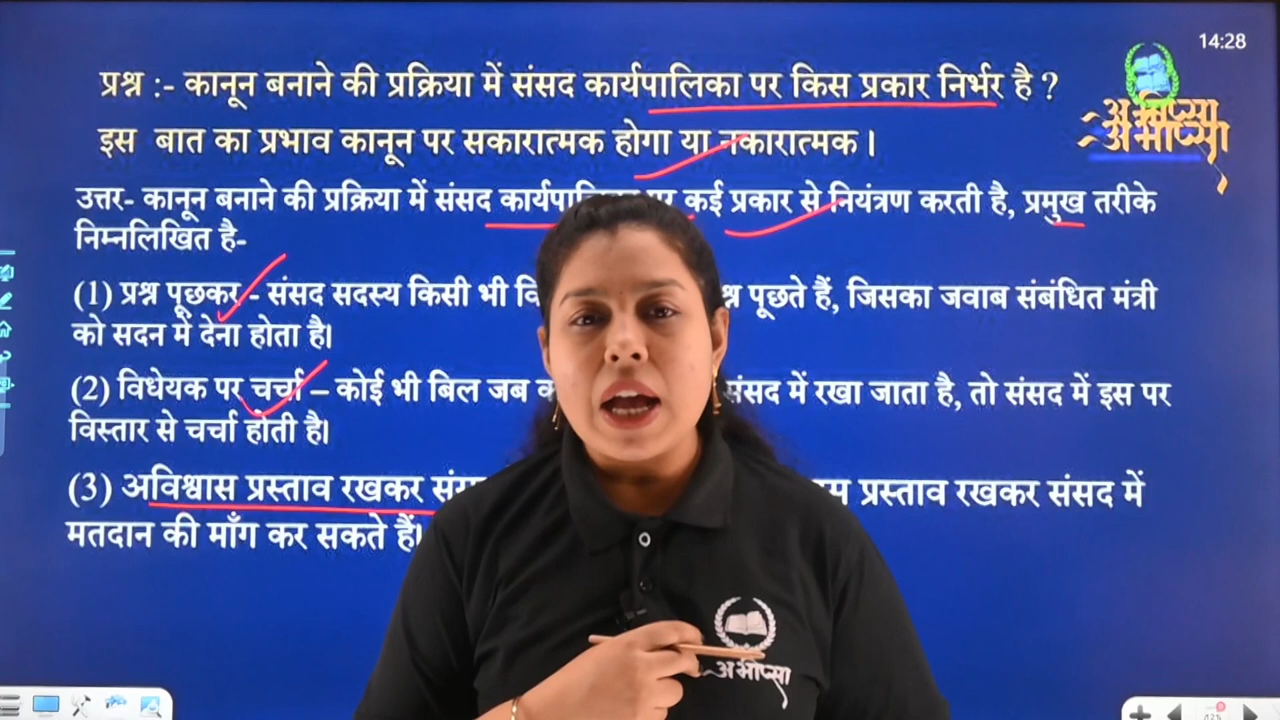 14:28
प्रश्न :- कानून बनाने की प्रक्रिया में संसद कार्यपालिका पर किस प्रकार निर्भर है ?
अभीप्सा
इस बात का प्रभाव कानून पर सकारात्मक होगा या नकारात्मक ।
उत्तर- कानून बनाने की प्रक्रिया में संसद पर कई प्रकार से नियंत्रण करती है, प्रमुख तरीके
निम्नलिखित है-
(1) प्रश्न पूछकर - संसद सदस्य किसी भी पूछते हैं, जिसका जवाब संबंधित मंत्री
को सदन में देना होता है।
(2) विधेयक पर चर्चा – कोई भी बिल जब संसद में रखा जाता है, तो संसद में इस पर
विस्तार से चर्चा होती है।
(3) अविश्वास प्रस्ताव रखकर प्रस्ताव रखकर संसद में
मतदान की माँग कर सकते हैं।
अभीप्सा